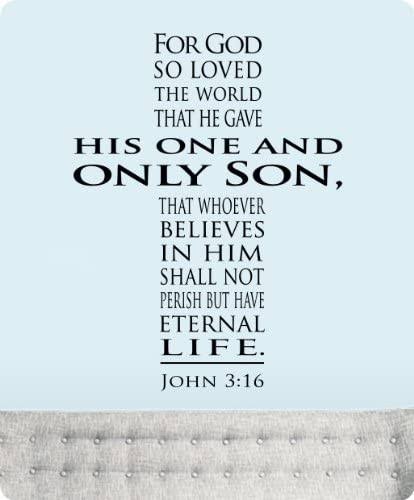 FOR GOD
SO LOVED
THE WORLD
THAT HE GAVE
HIS ONE AND
ONLY SON,
THAT WHOEVER
BELIEVES
IN HIM
SHALL NOT
PERISH BUT HAVE
ETERNAL
LIFE.
JOHN 3:16